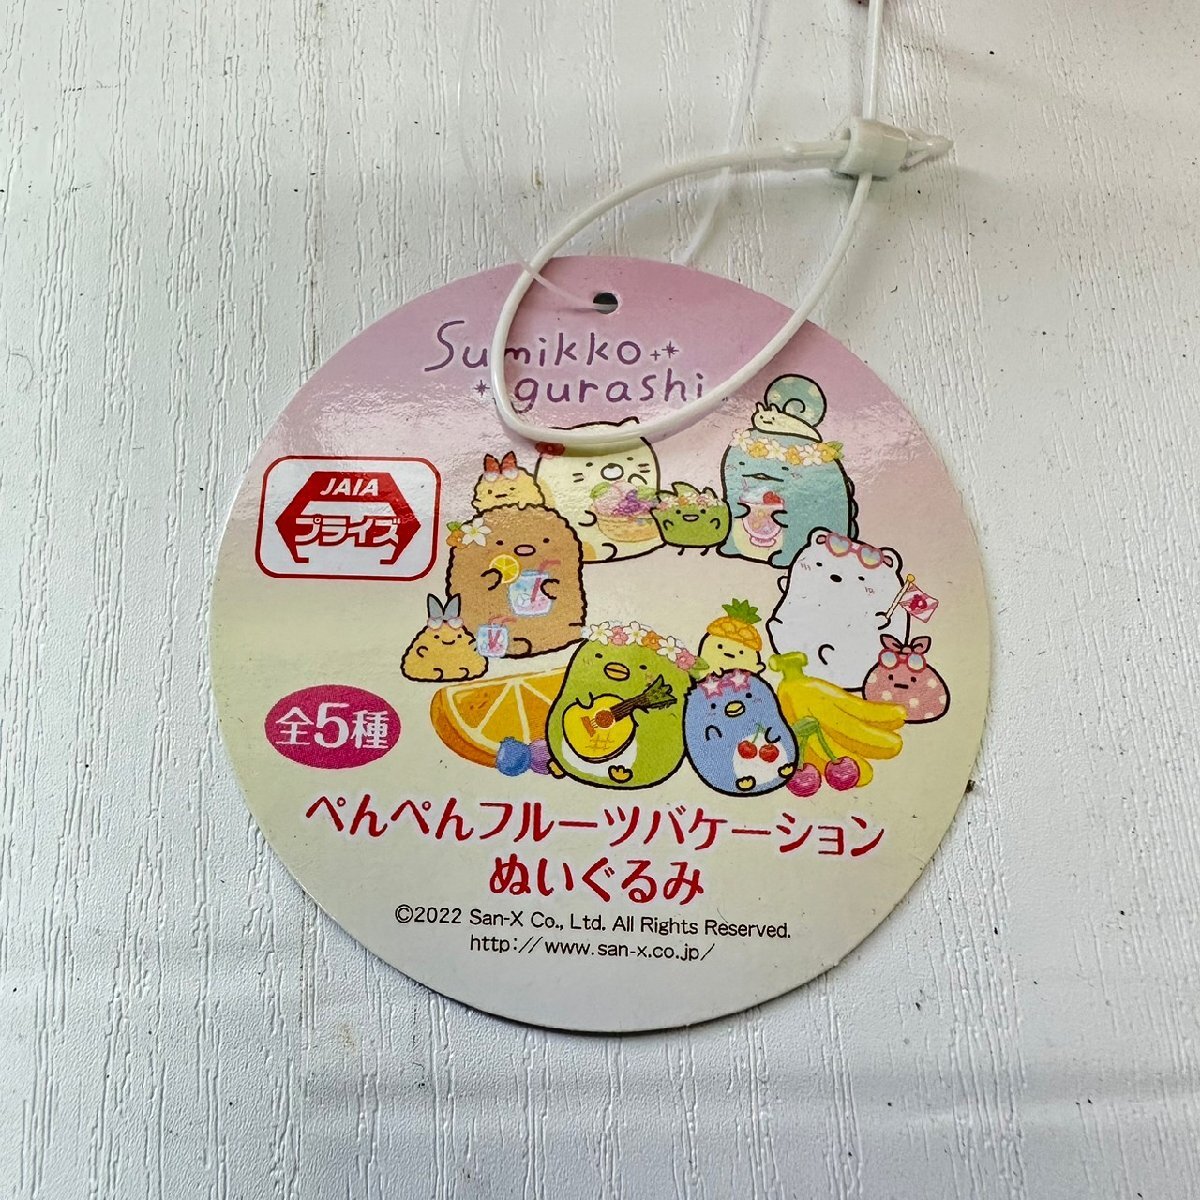 Sumikko
gurashi
JAIA
プライズ
全5種
ぺんぺんフルーツバケーション
ぬいぐるみ
©2022 San-X Co., Ltd. All Rights Reserved.
http://www.san-x.co.jp/